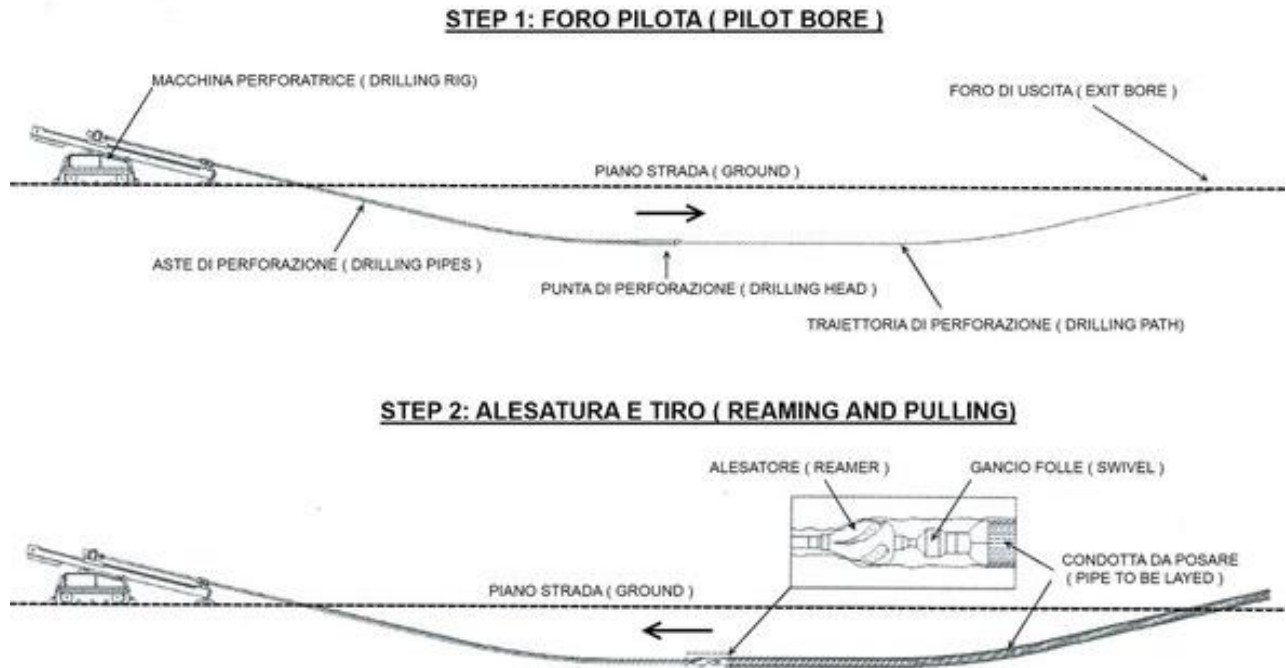 STEP 1: FORO PILOTA ( PILOT BORE )
MACCHINA PERFORATRICE ( DRILLING RIG)
FORO DI USCITA ( EXIT BORE )
PIANO STRADA ( GROUND )
ASTE DI PERFORAZIONE ( DRILLING PIPES )
PUNTA DI PERFORAZIONE ( DRILLING HEAD )
TRAIETTORIA DI PERFORAZIONE ( DRILLING PATH)
STEP 2: ALESATURA E TIRO ( REAMING AND PULLING)
ALESATORE ( REAMER )
GANCIO FOLLE ( SWIVEL )
CONDOTTA DA POSARE
( PIPE TO BE LAYED )
PIANO STRADA ( GROUND )